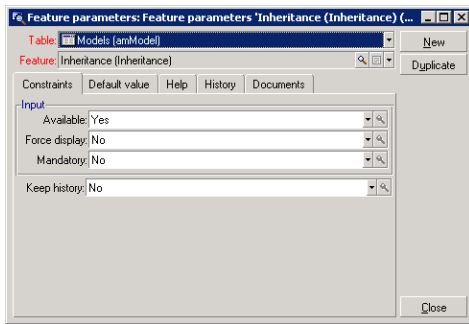 Feature parameters: Feature parameters 'Inheritance (Inheritance) (...
Table: Models (amModel)
New
Feature: Inheritance (Inheritance)
Duplicate
Constraints Default value Help History Documents
Input
Available: Yes
Force display: No
Mandatory: No
Keep history: No
Close